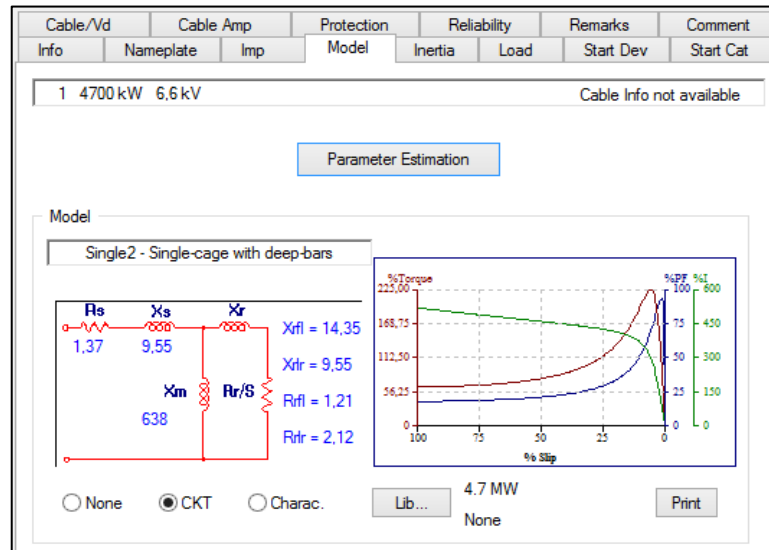 Cable/Vd Cable Amp Protection Reliability Remarks Comment
Info Nameplate Imp Model Inertia Load Start Dev Start Cat
1 4700 kW 6,6 kV Cable Info not available
Parameter Estimation
Model
Single2 - Single-cage with deep-bars
Rs Xs Xr
1,37 9,55
Xm Rr/S
638
Xrfl = 14,35
Xrlr = 9,55
Rrfl = 1,21
Rrlr = 2,12
%Torque %PF %I
225,00 100 600
168,75 75 450
112,50 50 300
56,25 25 150
0 0 0
100 75 50 25 0
% Slip
None CKT Charac. Lib... 4.7 MW Print
None